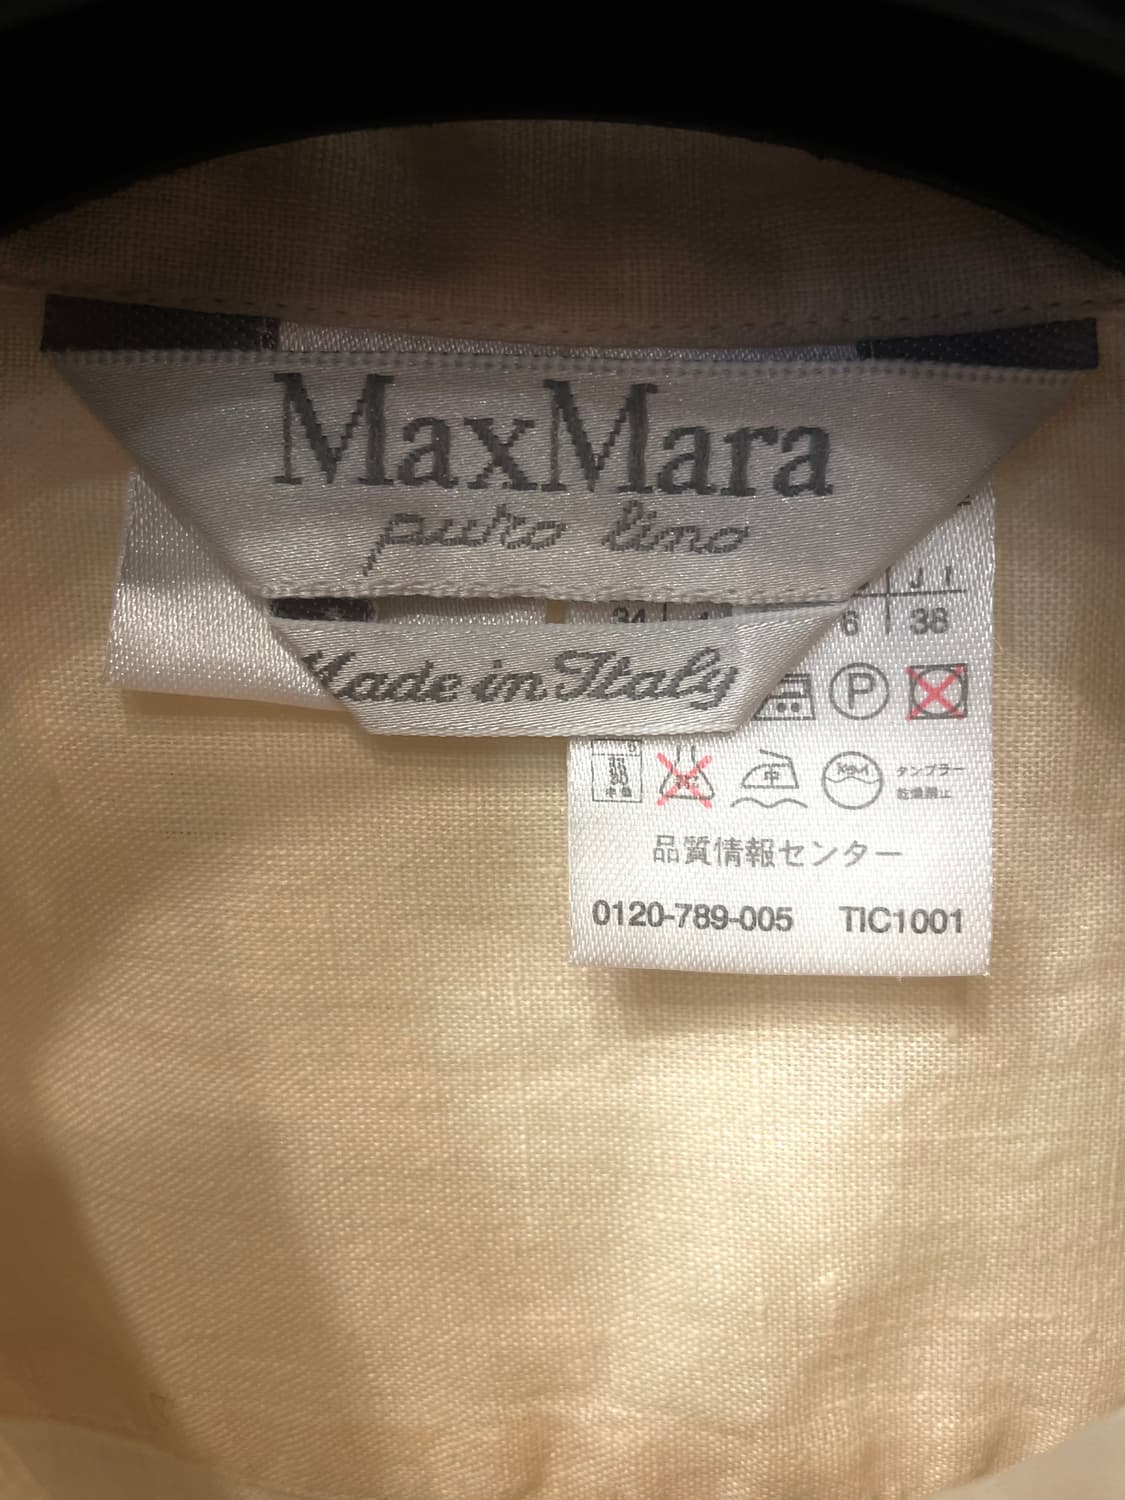 MaxMara
puro lino
Made in Italy
34
6 38
P
中
タンブラー
乾燥禁止
品質情報センター
0120-789-005 TIC1001